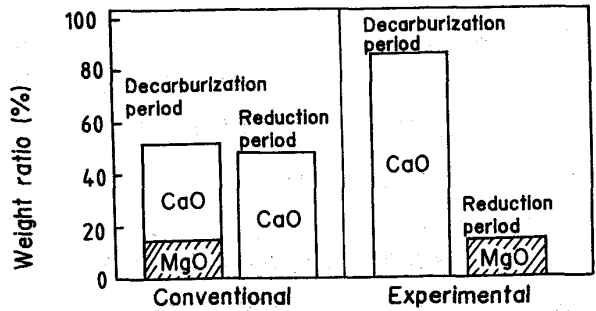 Weight ratio (%)
100
80
60
40
20
0
Decarburization
period
CaO
MgO
Reduction
period
CaO
Conventional
Decarburization
period
CaO
Reduction
period
MgO
Experimental